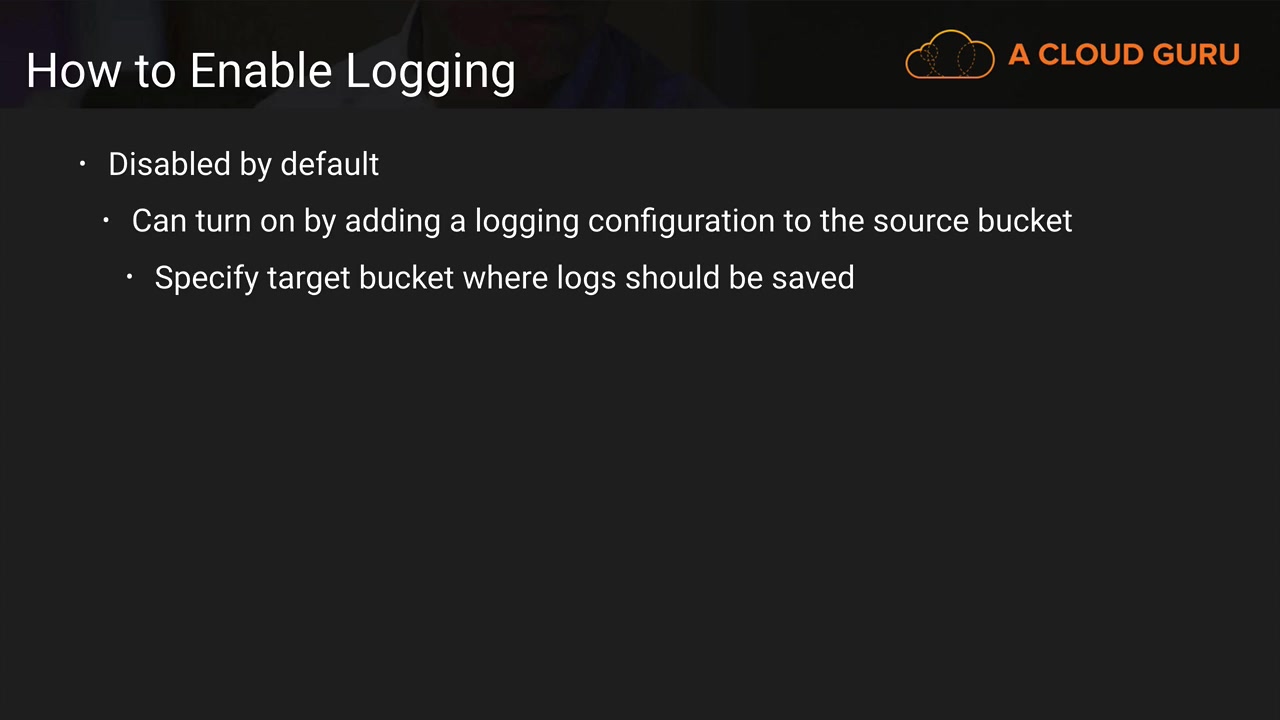 How to Enable Logging
A CLOUD GURU
• Disabled by default
• Can turn on by adding a logging configuration to the source bucket
• Specify target bucket where logs should be saved